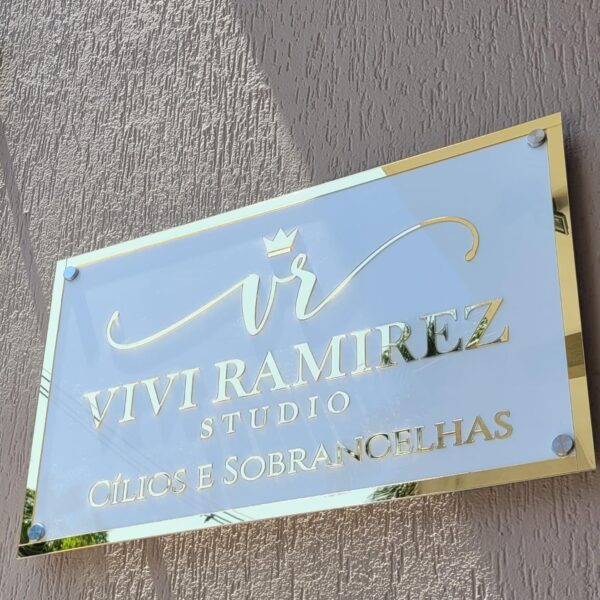 vr
VIVI RAMIREZ
STUDIO
CÍLIOS E SOBRANCELHAS